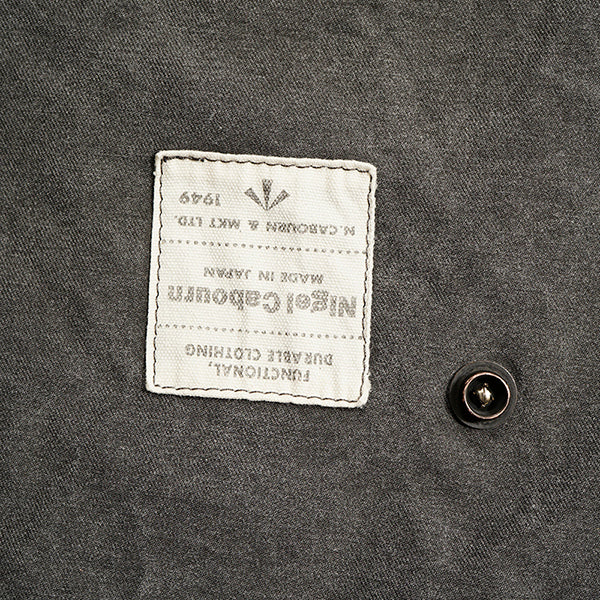 FUNCTIONAL,
DURABLE CLOTHING
Nigel Cabourn
MADE IN JAPAN
N.CABOURN & MKT LTD.
1949